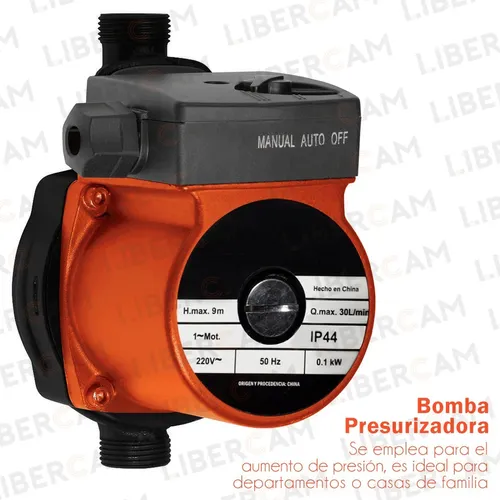 LIBERCAM
MANUAL AUTO OFF
Hecho en China
H.max. 9m
Q.max. 30L/min
1~Mot.
IP44
220V~
50 Hz
0.1 kW
ORIGEN Y PROCEDENCIA: CHINA
Bomba
Presurizadora
Se emplea para el
aumento de presión, es ideal para
departamentos o casas de familia